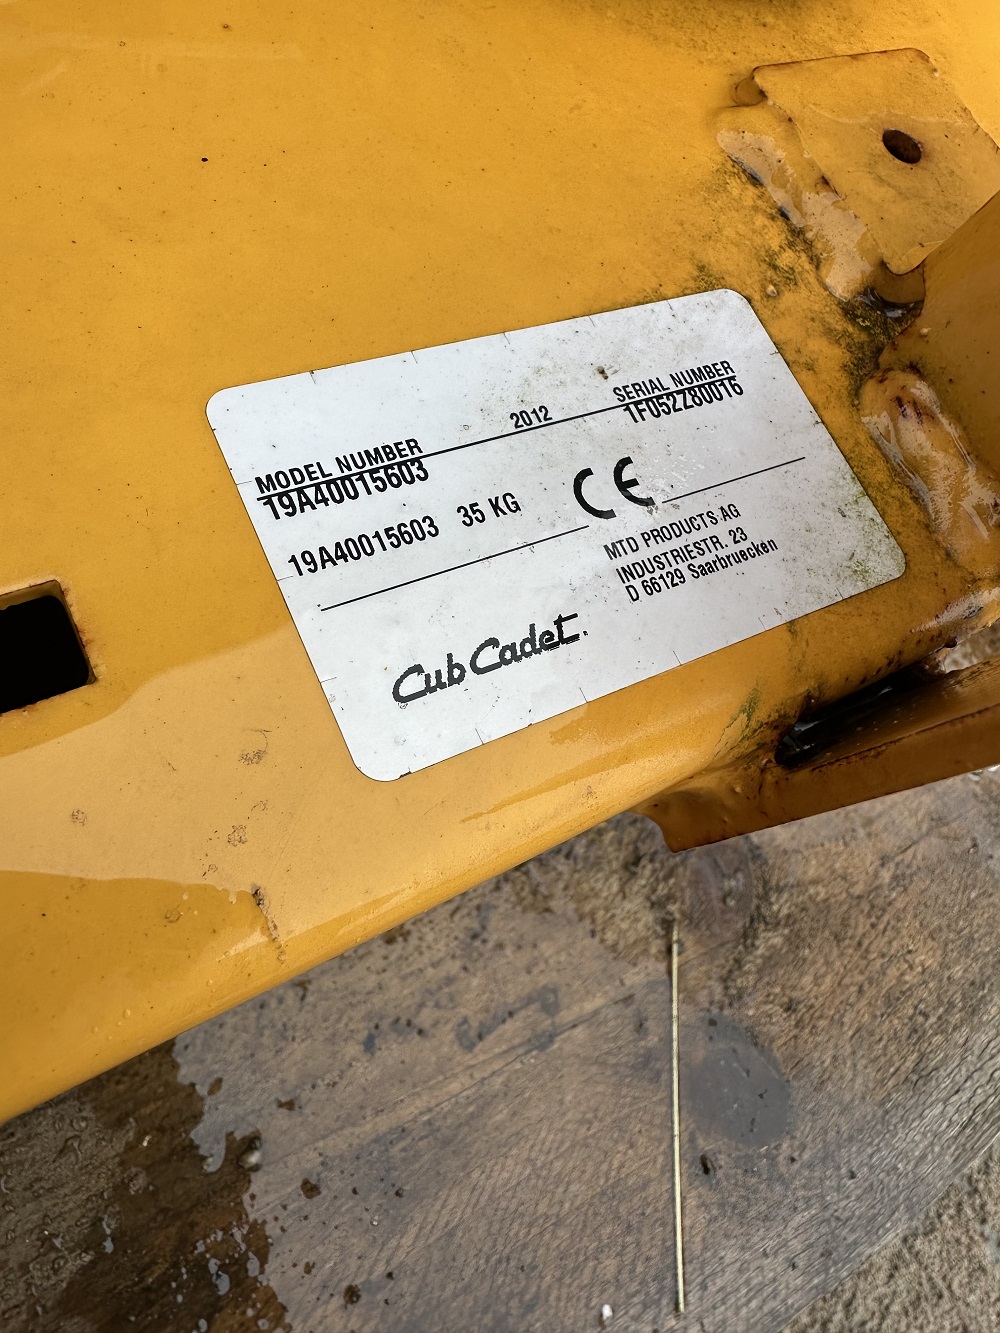 MODEL NUMBER 2012 SERIAL NUMBER
19A40015603 1F052Z80016
19A40015603 35 KG CE
MTD PRODUCTS AG
INDUSTRIESTR. 23
D 66129 Saarbruecken
Cub Cadet.